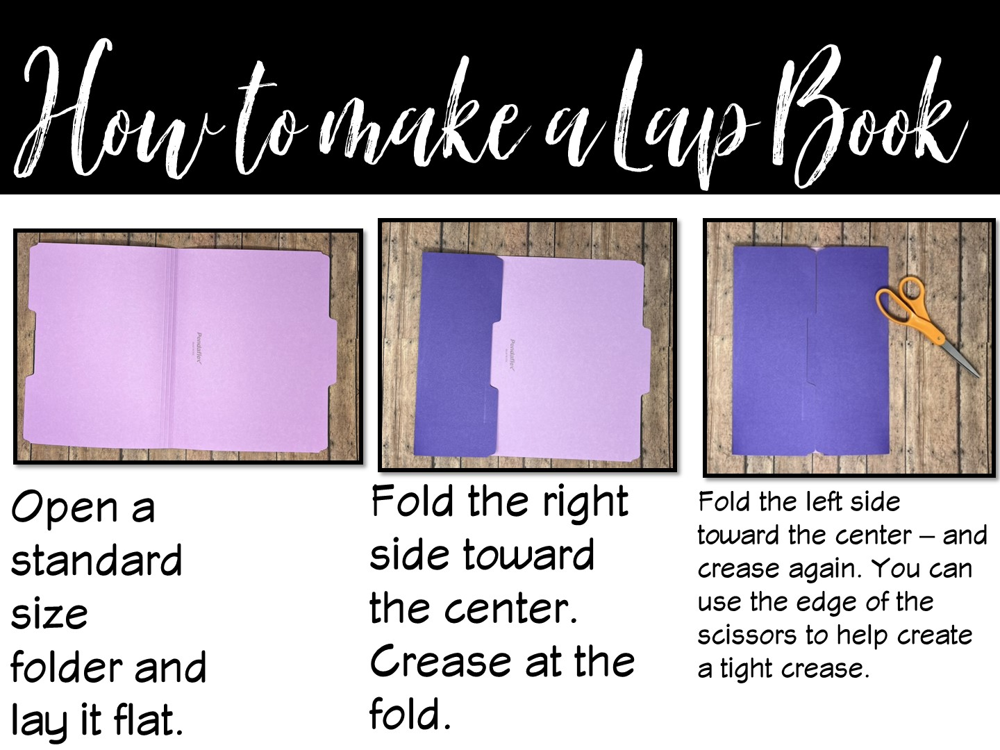 How to make a Lap Book
Pendaflex
Pendaflex
Open a
standard
size
folder and
lay it flat.
Fold the right
side toward
the center.
Crease at the
fold.
Fold the left side
toward the center – and
crease again. You can
use the edge of the
scissors to help create
a tight crease.